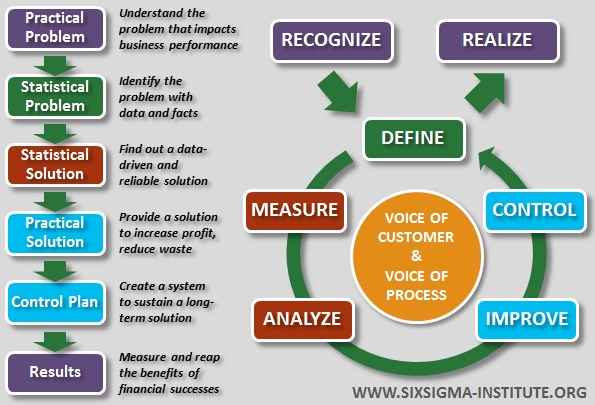 Practical
Problem
Understand the
problem that impacts
business performance
Statistical
Problem
Identify the
problem with
data and facts
Statistical
Solution
Find out a data-
driven and
reliable solution
Practical
Solution
Provide a solution
to increase profit,
reduce waste
Control Plan
Create a system
to sustain a long-
term solution
Results
Measure and reap
the benefits of
financial successes
RECOGNIZE
REALIZE
DEFINE
MEASURE
CONTROL
VOICE OF
CUSTOMER
&
VOICE OF
PROCESS
ANALYZE
IMPROVE
WWW.SIXSIGMA-INSTITUTE.ORG